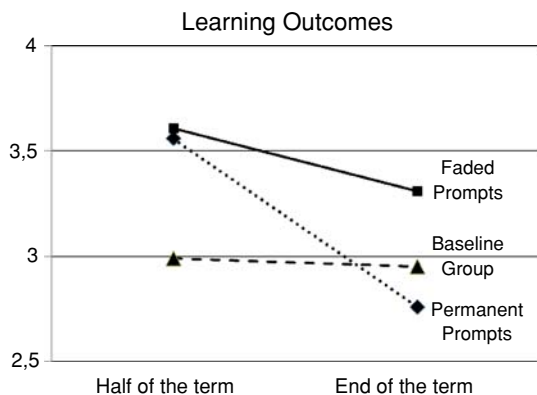 Learning Outcomes
4
3,5
3
2,5
Faded
Prompts
Baseline
Group
Permanent
Prompts
Half of the term
End of the term